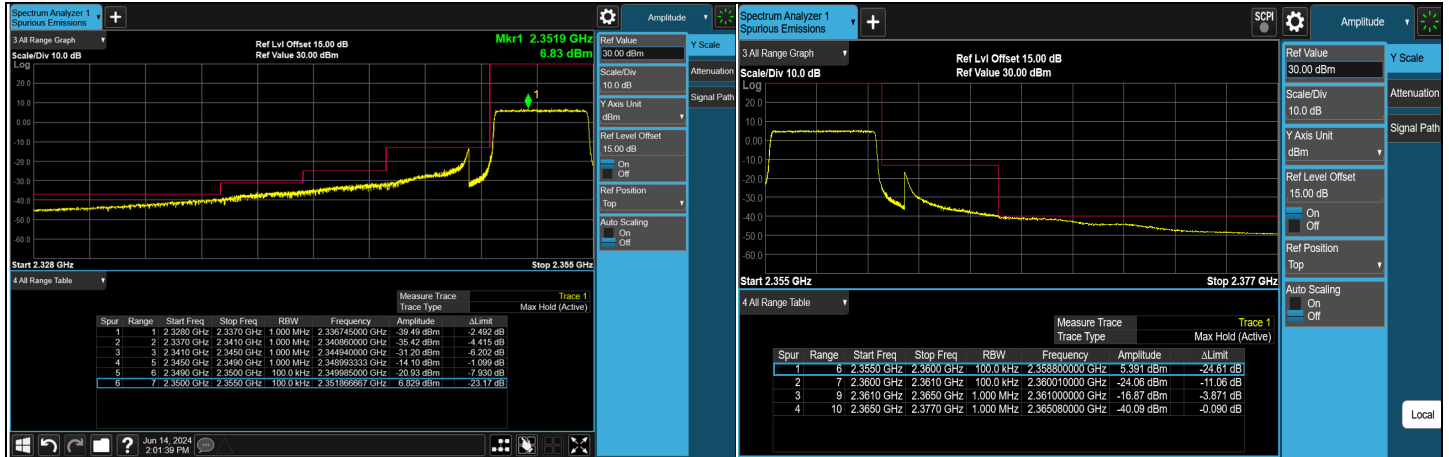 Spectrum Analyzer 1
Spurious Emissions
+
Amplitude
3 All Range Graph
Scale/Div 10.0 dB
Ref Lvl Offset 15.00 dB
Ref Value 30.00 dBm
Mkr1 2.3519 GHz
6.83 dBm
Log
20.0
10.0
0.00
-10.0
-20.0
-30.0
-40.0
-50.0
-60.0
1
Start 2.328 GHz
Stop 2.355 GHz
Ref Value
30.00 dBm
Scale/Div
10.0 dB
Y Axis Unit
dBm
Ref Level Offset
15.00 dB
On
Off
Ref Position
Top
Auto Scaling
On
Off
Y Scale
Attenuation
Signal Path
4 All Range Table
Measure Trace Trace 1
Trace Type Max Hold (Active)
Spur Range Start Freq Stop Freq RBW Frequency Amplitude ΔLimit
1 1 2.3280 GHz 2.3370 GHz 1.000 MHz 2.336745000 GHz -39.49 dBm -2.492 dB
2 2 2.3370 GHz 2.3410 GHz 1.000 MHz 2.340860000 GHz -35.42 dBm -4.415 dB
3 3 2.3410 GHz 2.3450 GHz 1.000 MHz 2.344940000 GHz -31.20 dBm -6.202 dB
4 5 2.3450 GHz 2.3490 GHz 1.000 MHz 2.348993333 GHz -14.10 dBm -1.099 dB
5 6 2.3490 GHz 2.3500 GHz 100.0 kHz 2.349985000 GHz -20.93 dBm -7.930 dB
6 7 2.3500 GHz 2.3550 GHz 100.0 kHz 2.351866667 GHz 6.829 dBm -23.17 dB
?
Jun 14, 2024
2:01:39 PM
Spectrum Analyzer 1
Spurious Emissions
+
SCPI
Amplitude
3 All Range Graph
Scale/Div 10.0 dB
Ref Lvl Offset 15.00 dB
Ref Value 30.00 dBm
Log
20.0
10.0
0.00
-10.0
-20.0
-30.0
-40.0
-50.0
-60.0
Start 2.355 GHz
Stop 2.377 GHz
Ref Value
30.00 dBm
Scale/Div
10.0 dB
Y Axis Unit
dBm
Ref Level Offset
15.00 dB
On
Off
Ref Position
Top
Auto Scaling
On
Off
Y Scale
Attenuation
Signal Path
Local
4 All Range Table
Measure Trace Trace 1
Trace Type Max Hold (Active)
Spur Range Start Freq Stop Freq RBW Frequency Amplitude ΔLimit
1 6 2.3550 GHz 2.3600 GHz 100.0 kHz 2.358800000 GHz 5.391 dBm -24.61 dB
2 7 2.3600 GHz 2.3610 GHz 100.0 kHz 2.360010000 GHz -24.06 dBm -11.06 dB
3 9 2.3610 GHz 2.3650 GHz 1.000 MHz 2.361000000 GHz -16.87 dBm -3.871 dB
4 10 2.3650 GHz 2.3770 GHz 1.000 MHz 2.365080000 GHz -40.09 dBm -0.090 dB